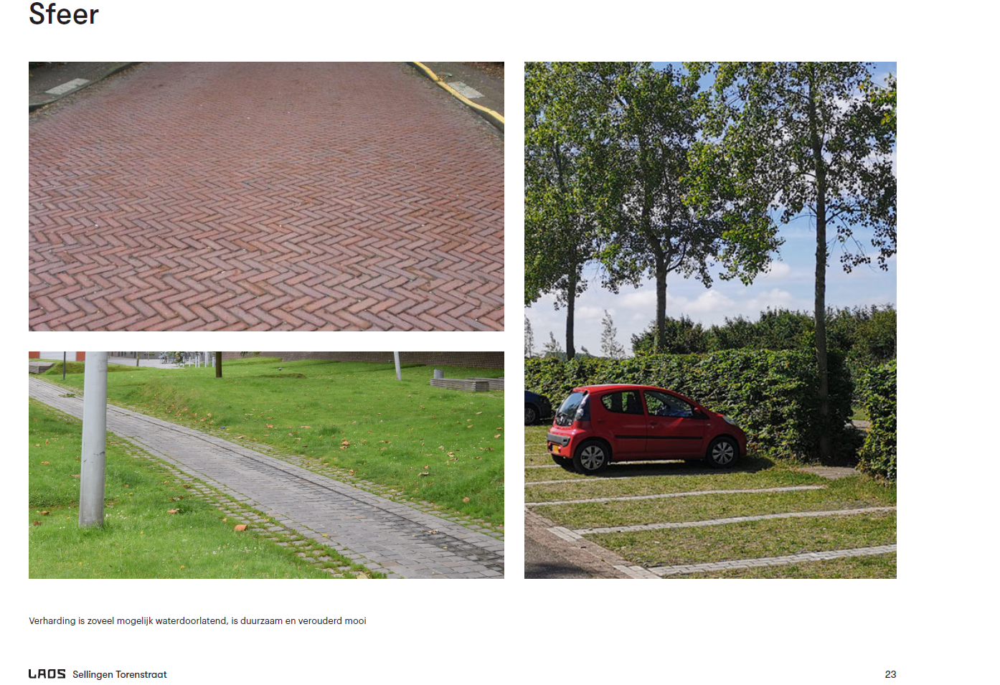 Sfeer
Verharding is zoveel mogelijk waterdoorlatend, is duurzaam en verouderd mooi
LAOS Sellingen Torenstraat
23